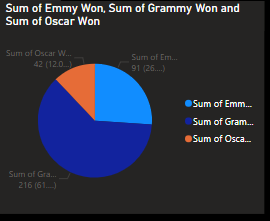 Sum of Emmy Won, Sum of Grammy Won and
Sum of Oscar Won
Sum of Oscar W...
42 (12.0...)
Sum of Em...
91 (26....)
Sum of Emm...
Sum of Gram...
Sum of Osca...
Sum of Gra...
216 (61....)